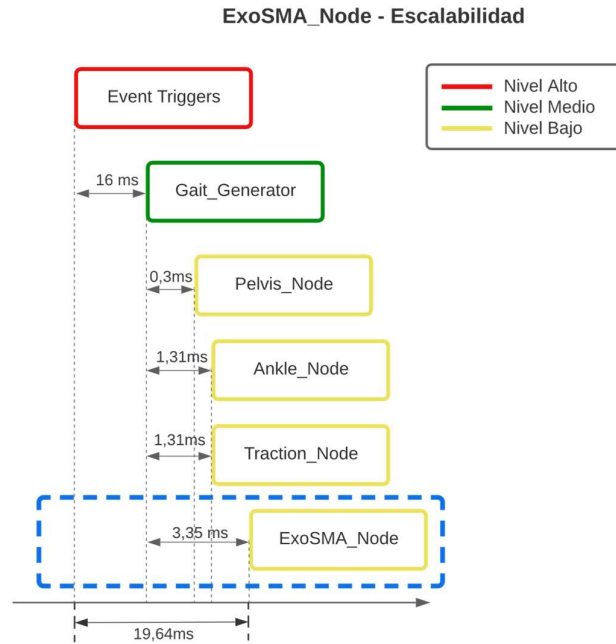 ExoSMA_Node - Escalabilidad
Event Triggers
Nivel Alto
Nivel Medio
Nivel Bajo
16 ms
Gait_Generator
0,3ms
Pelvis_Node
1,31ms
Ankle_Node
1,31ms
Traction_Node
3,35 ms
ExoSMA_Node
19,64ms